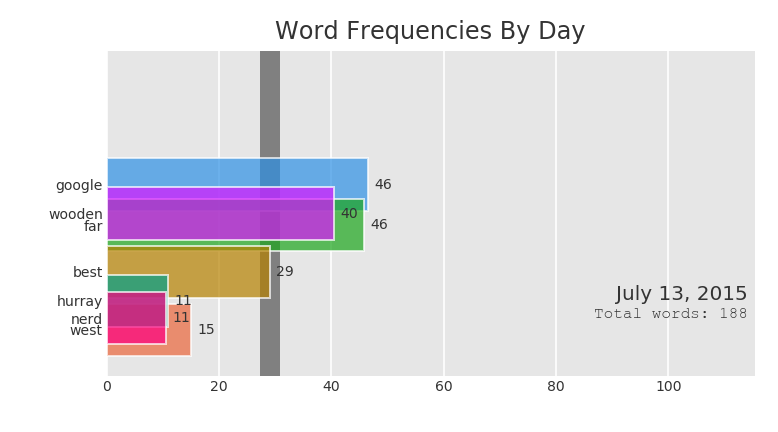 Word Frequencies By Day
google 46
wooden 40
far 46
best 29
hurray 11
nerd 11
west 15
July 13, 2015
Total words: 188
0 20 40 60 80 100